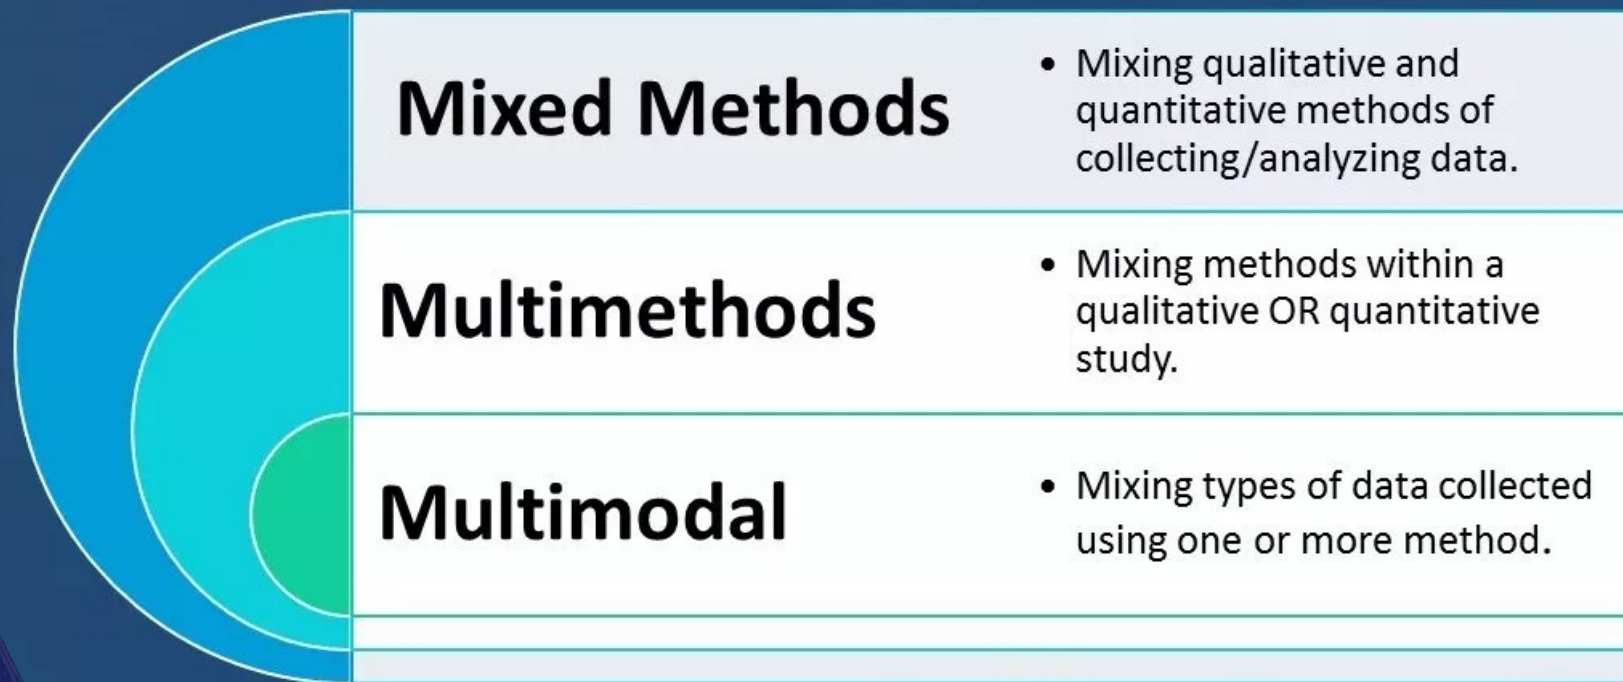 Mixed Methods
• Mixing qualitative and
quantitative methods of
collecting/analyzing data.
Multimethods
• Mixing methods within a
qualitative OR quantitative
study.
Multimodal
• Mixing types of data collected
using one or more method.